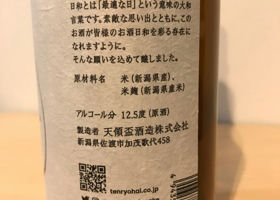 日和とは「最適な日」という意味の大和
言葉です。素敵な思い出とともに、この
お酒が皆様のお酒日和を彩る存在に
なれますように。
そんな願いを込めて醸しました。
原材料名 米(新潟県産)、
米麹(新潟県産米)
アルコール分 12.5度(原酒)
製造者 天領盃酒造株式会社
新潟県佐渡市加茂歌代458
tenryohai.co.jp